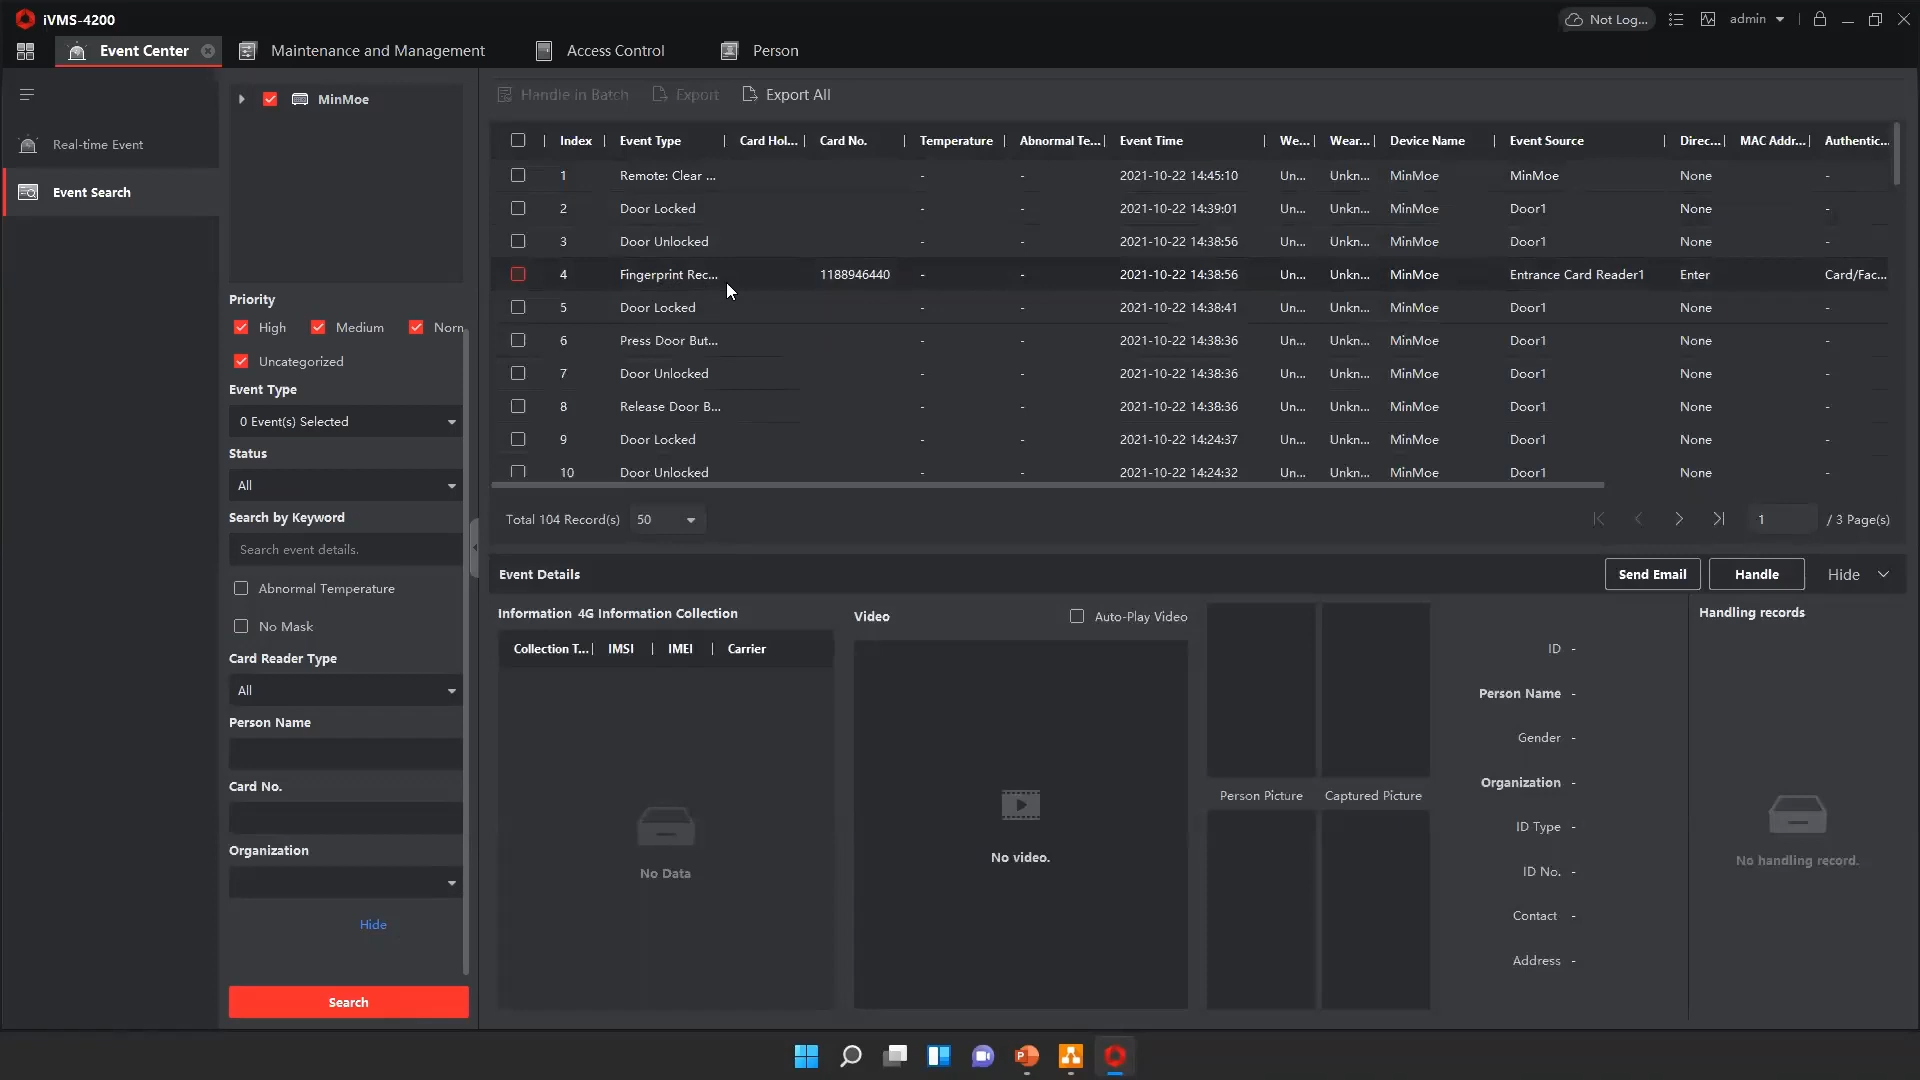 iVMS-4200
Not Log... admin
Event Center Maintenance and Management Access Control Person
MinMoe
Real-time Event
Event Search
Priority
High Medium Norn
Uncategorized
Event Type
0 Event(s) Selected
Status
All
Search by Keyword
Search event details.
Abnormal Temperature
No Mask
Card Reader Type
All
Person Name
Card No.
Organization
Hide
Search
Handle in Batch Export Export All
Index Event Type Card Hol... Card No. Temperature Abnormal Te... Event Time We... Wear... Device Name Event Source Direc... MAC Addr... Authentic...
1 Remote: Clear ... - - 2021-10-22 14:45:10 Un... Unkn... MinMoe MinMoe None -
2 Door Locked - - 2021-10-22 14:39:01 Un... Unkn... MinMoe Door1 None -
3 Door Unlocked - - 2021-10-22 14:38:56 Un... Unkn... MinMoe Door1 None -
4 Fingerprint Rec... 1188946440 - - 2021-10-22 14:38:56 Un... Unkn... MinMoe Entrance Card Reader1 Enter Card/Fac...
5 Door Locked - - 2021-10-22 14:38:41 Un... Unkn... MinMoe Door1 None -
6 Press Door But... - - 2021-10-22 14:38:36 Un... Unkn... MinMoe Door1 None -
7 Door Unlocked - - 2021-10-22 14:38:36 Un... Unkn... MinMoe Door1 None -
8 Release Door B... - - 2021-10-22 14:38:36 Un... Unkn... MinMoe Door1 None -
9 Door Locked - - 2021-10-22 14:24:37 Un... Unkn... MinMoe Door1 None -
10 Door Unlocked - - 2021-10-22 14:24:32 Un... Unkn... MinMoe Door1 None -
Total 104 Record(s) 50 1 / 3 Page(s)
Event Details Send Email Handle Hide
Information 4G Information Collection
Collection T... IMSI IMEI Carrier
No Data
Video Auto-Play Video
No video.
Person Picture Captured Picture
ID -
Person Name -
Gender -
Organization -
ID Type -
ID No. -
Contact -
Address -
Handling records
No handling record.